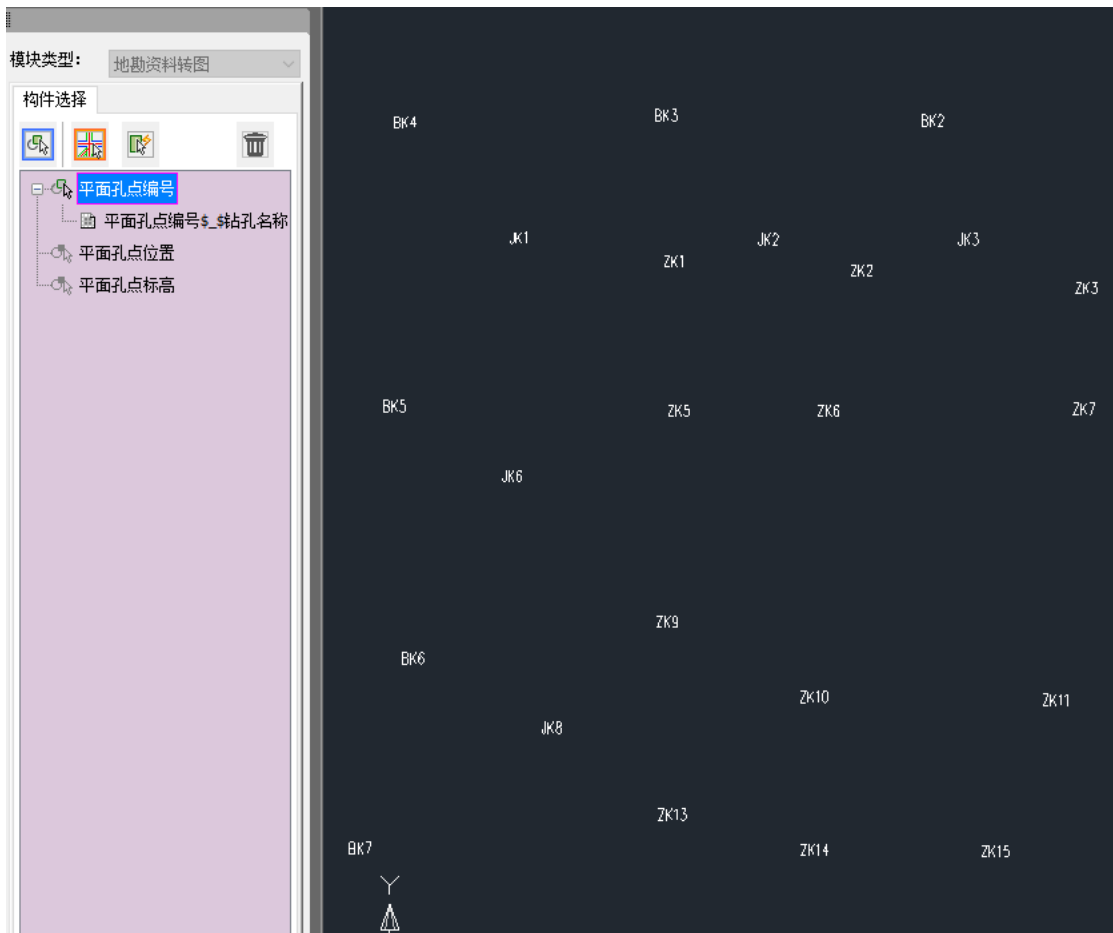 模块类型： 地勘资料转图
构件选择
平面孔点编号
平面孔点编号$_$钻孔名称
平面孔点位置
平面孔点标高
BK4 BK3 BK2
JK1 JK2 JK3
ZK1 ZK2
ZK3
BK5 ZK5 ZK6 ZK7
JK6
ZK9
BK6
ZK10 ZK11
JK8
ZK13
BK7 ZK14 ZK15
Y